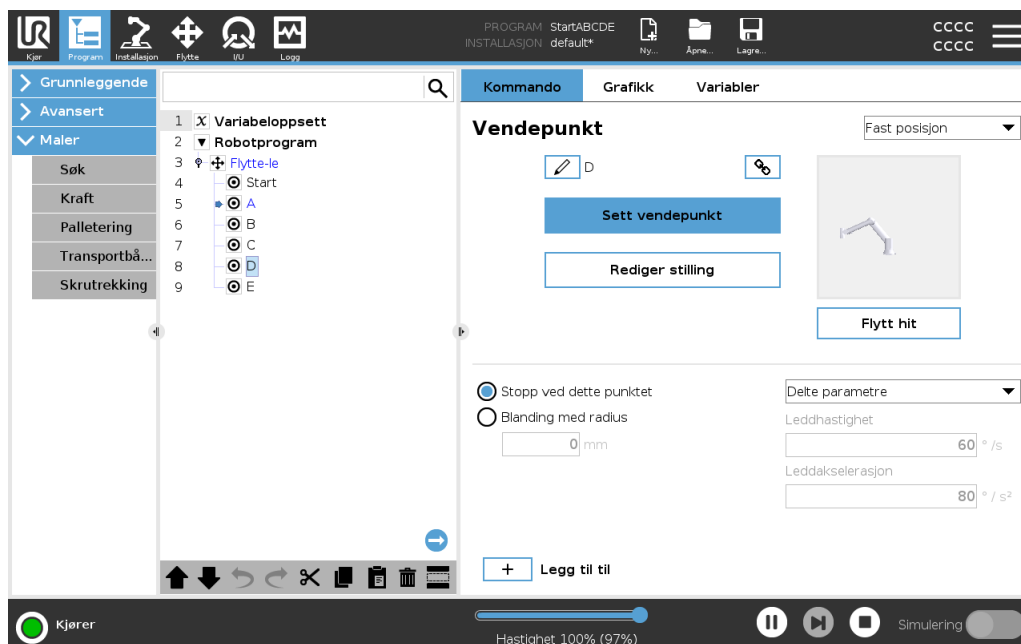 PROGRAM StartABCDE
INSTALLASJON default*
Ny...
Åpne...
Lagre...
CCCC
CCCC
UR
Kjør
Program
Installasjon
Flytte
I/U
Logg
Grunnleggende
Avansert
Maler
Søk
Kraft
Palletering
Transportbå...
Skrutrekking
1 X Variabeloppsett
2 Robotprogram
3 Flytte-le
4 Start
5 A
6 B
7 C
8 D
9 E
Kommando Grafikk Variabler
Vendepunkt
Fast posisjon
D
Sett vendepunkt
Rediger stilling
Flytt hit
Stopp ved dette punktet
Blanding med radius
0 mm
Delte parametre
Leddhastighet
60 ° /s
Leddakselerasjon
80 ° / s²
+ Legg til til
Kjører
Hastighet 100% (97%)
Simulering